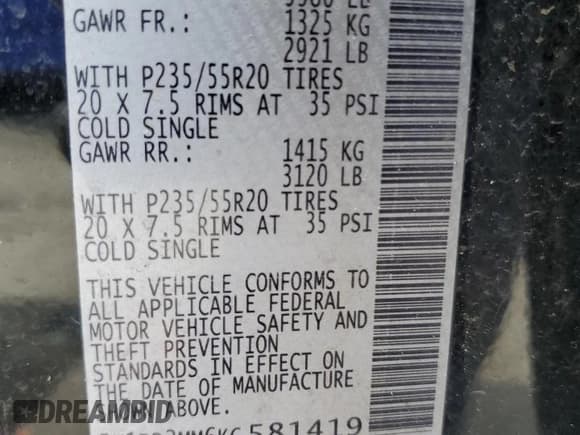 GAWR FR.: 1325 KG
2921 LB
WITH P235/55R20 TIRES
20 X 7.5 RIMS AT 35 PSI
COLD SINGLE
GAWR RR.: 1415 KG
3120 LB
WITH P235/55R20 TIRES
20 X 7.5 RIMS AT 35 PSI
COLD SINGLE
THIS VEHICLE CONFORMS TO
ALL APPLICABLE FEDERAL
MOTOR VEHICLE SAFETY AND
THEFT PREVENTION
STANDARDS IN EFFECT ON
THE DATE OF MANUFACTURE
SHOWN ABOVE.
581419
DREAMBID